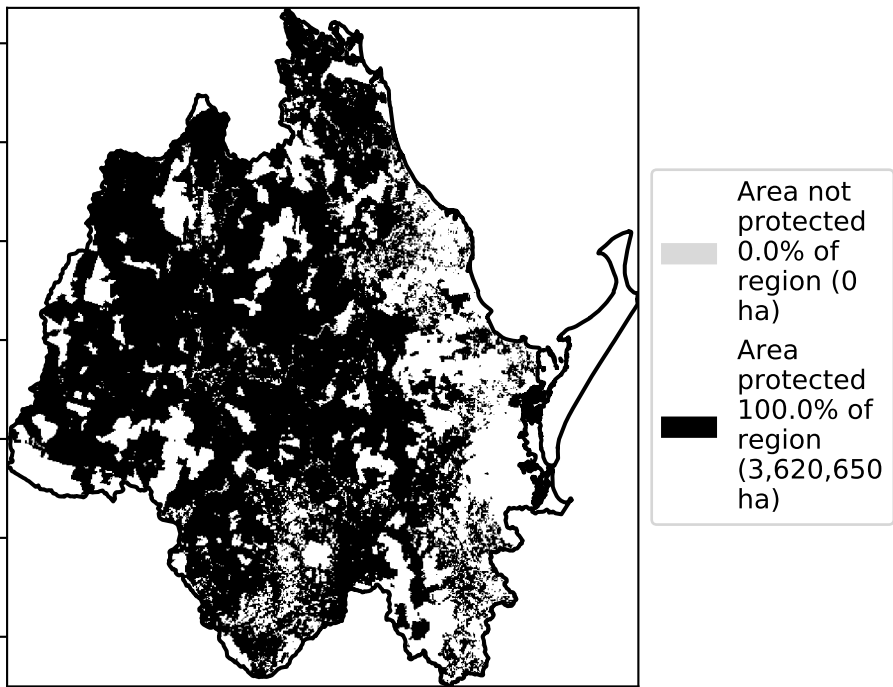 Area not
protected
0.0% of
region (0
ha)
Area
protected
100.0% of
region
(3,620,650
ha)